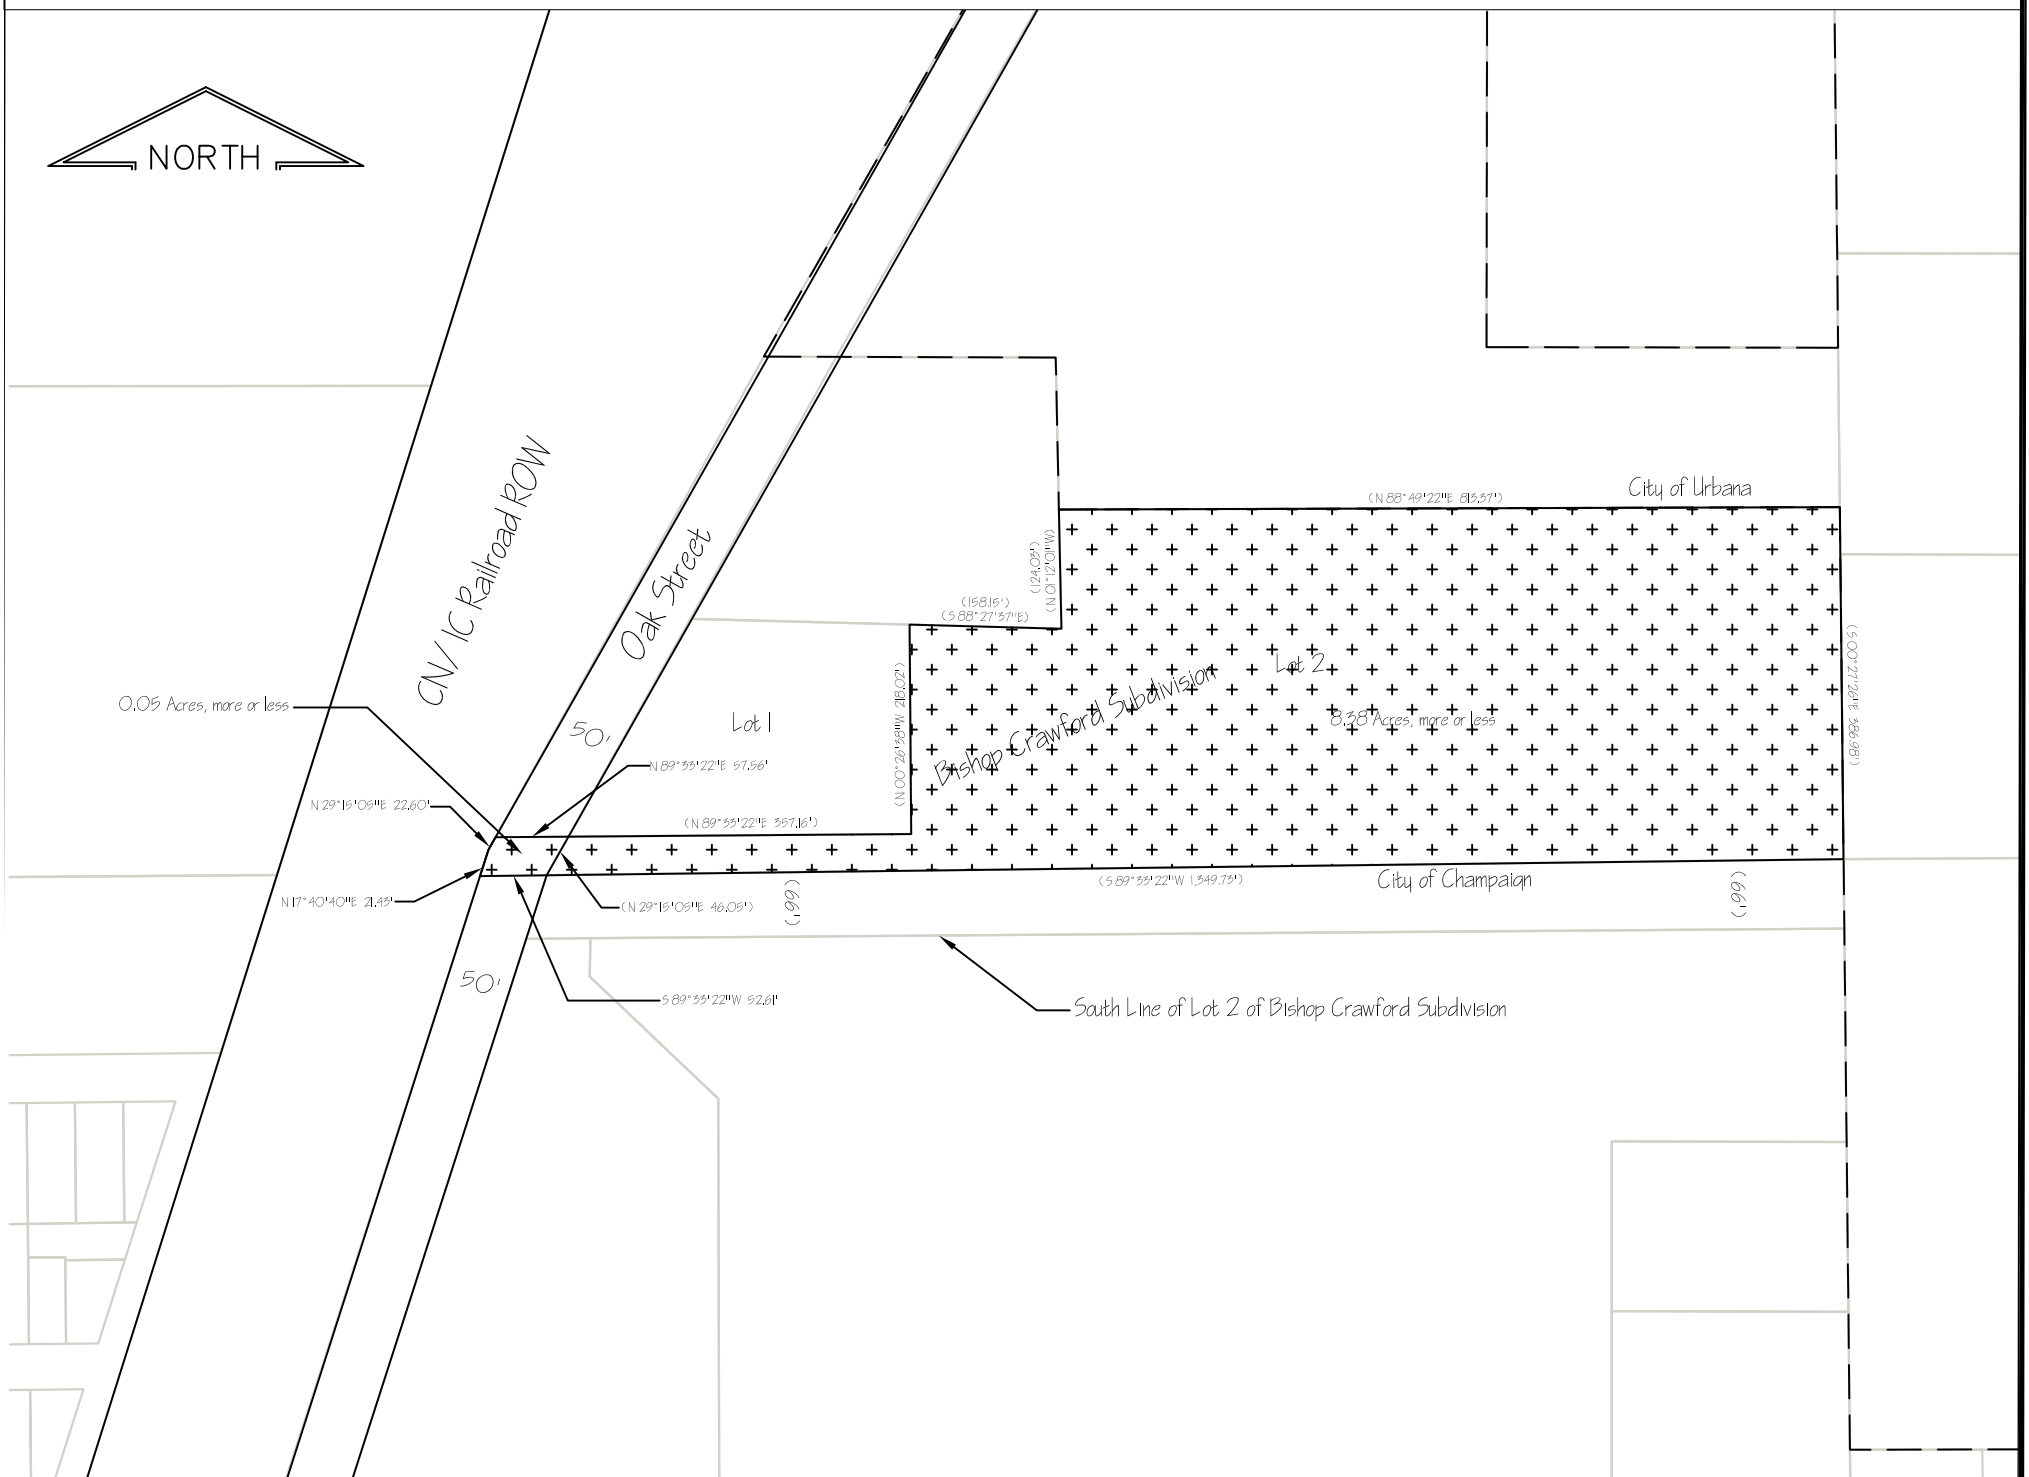 NORTH
CN/ IC Railroad ROW
Oak Street
City of Urbana
(N 88°49'22"E 813.37')
(124.03')
(N 01°12'01"W)
(158.15')
(S 88°27'37"E)
Lot 2
Bishop Crawford Subdivision
8.38 Acres, more or less
(S 00°27'26"E 386.98')
(N 00°26'38"W 218.02')
0.05 Acres, more or less
Lot 1
50'
N 89°33'22"E 57.56'
N 29°15'05"E 22.60'
(N 89°33'22"E 357.16')
(S 89°33'22"W 1,349.73')
City of Champaign
(66')
(66')
N 17°40'40"E 21.43'
(N 29°15'05"E 46.05')
50'
S 89°33'22"W 52.61'
South Line of Lot 2 of Bishop Crawford Subdivision